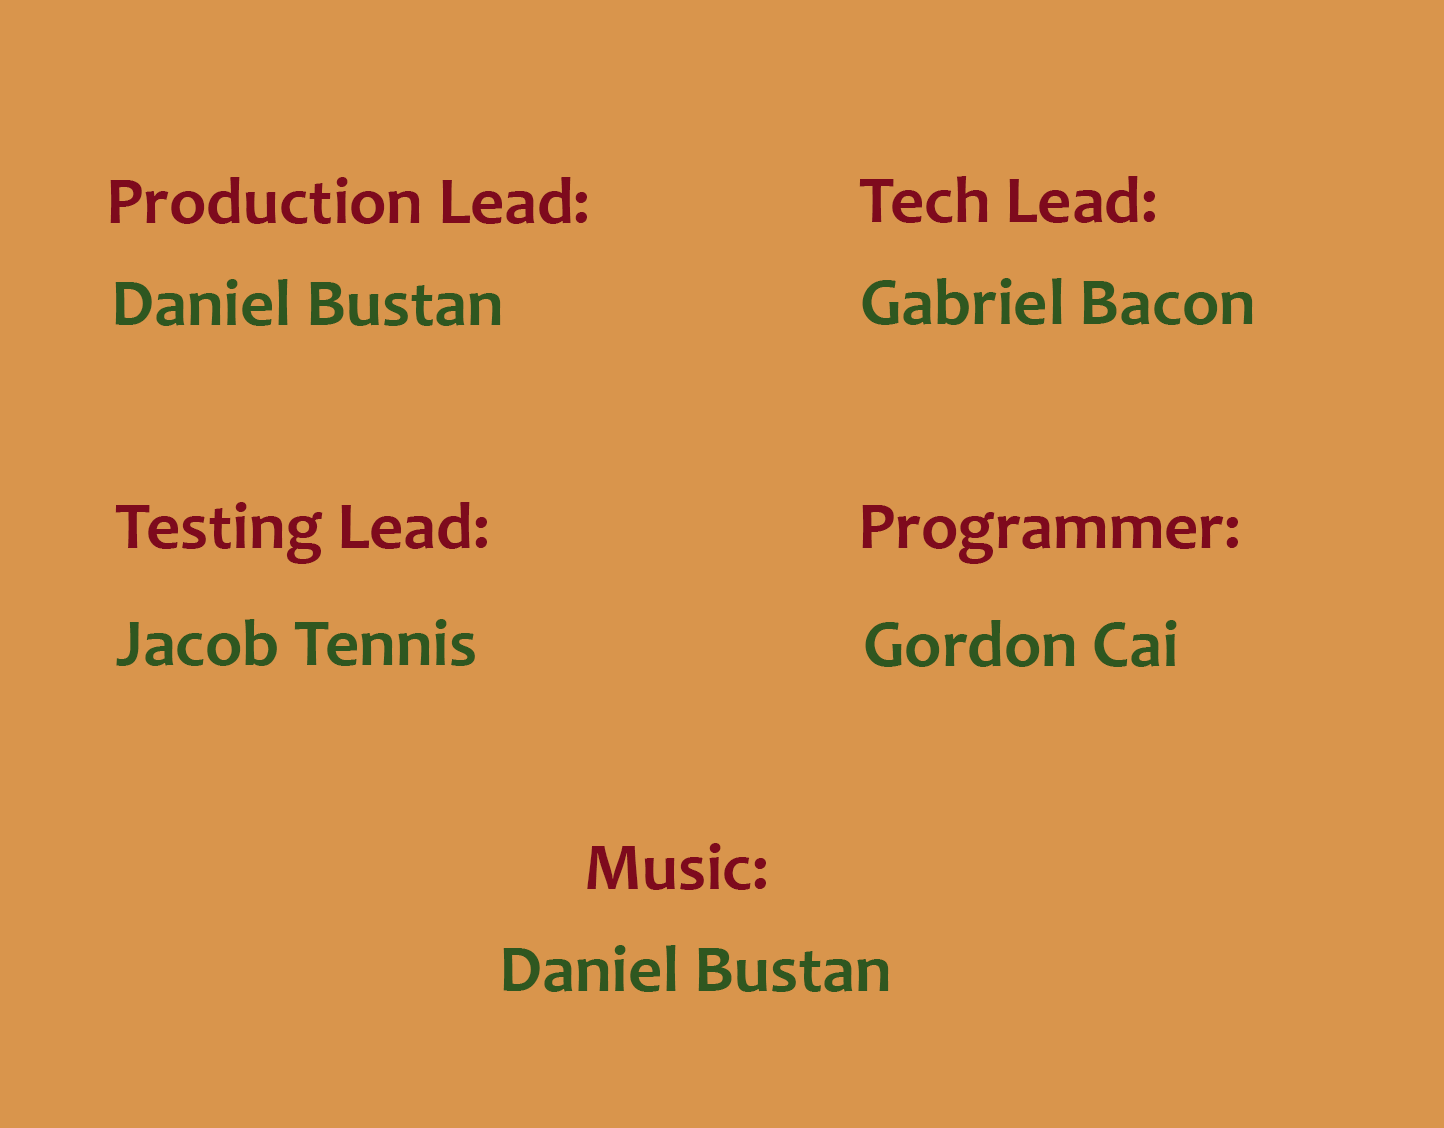 Production Lead:
Daniel Bustan
Tech Lead:
Gabriel Bacon
Testing Lead:
Jacob Tennis
Programmer:
Gordon Cai
Music:
Daniel Bustan